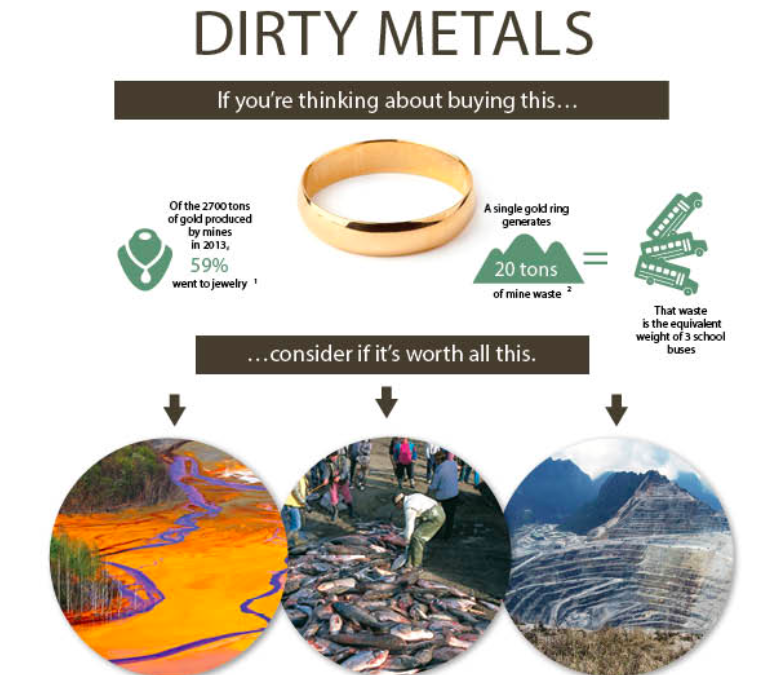 DIRTY METALS
If you're thinking about buying this...
Of the 2700 tons
of gold produced
by mines
in 2013,
59%
went to jewelry 1
A single gold ring
generates
20 tons
of mine waste 2
=
That waste
is the equivalent
weight of 3 school
buses
...consider if it's worth all this.